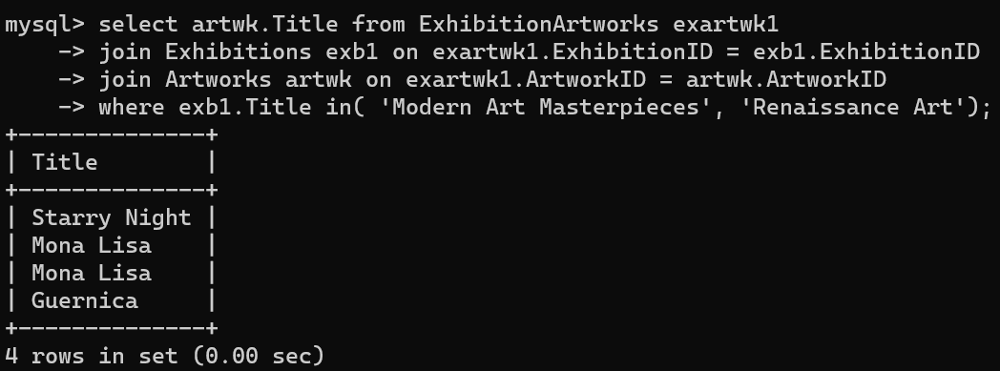 mysql> select artwk.Title from ExhibitionArtworks exartwk1
    -> join Exhibitions exb1 on exartwk1.ExhibitionID = exb1.ExhibitionID
    -> join Artworks artwk on exartwk1.ArtworkID = artwk.ArtworkID
    -> where exb1.Title in( 'Modern Art Masterpieces', 'Renaissance Art');
+--------------+
| Title        |
+--------------+
| Starry Night |
| Mona Lisa    |
| Mona Lisa    |
| Guernica     |
+--------------+
4 rows in set (0.00 sec)